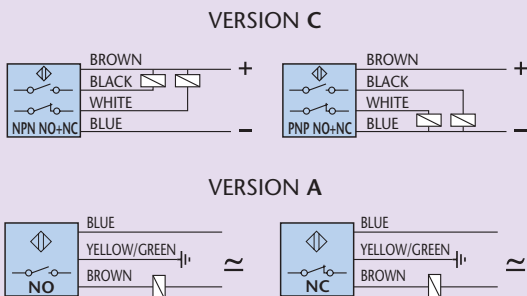 VERSION C
BROWN
BLACK
WHITE
BLUE
NPN NO+NC
+
−
BROWN
BLACK
WHITE
BLUE
PNP NO+NC
+
−
VERSION A
BLUE
YELLOW/GREEN
BROWN
NO
≃
BLUE
YELLOW/GREEN
BROWN
NC
≃